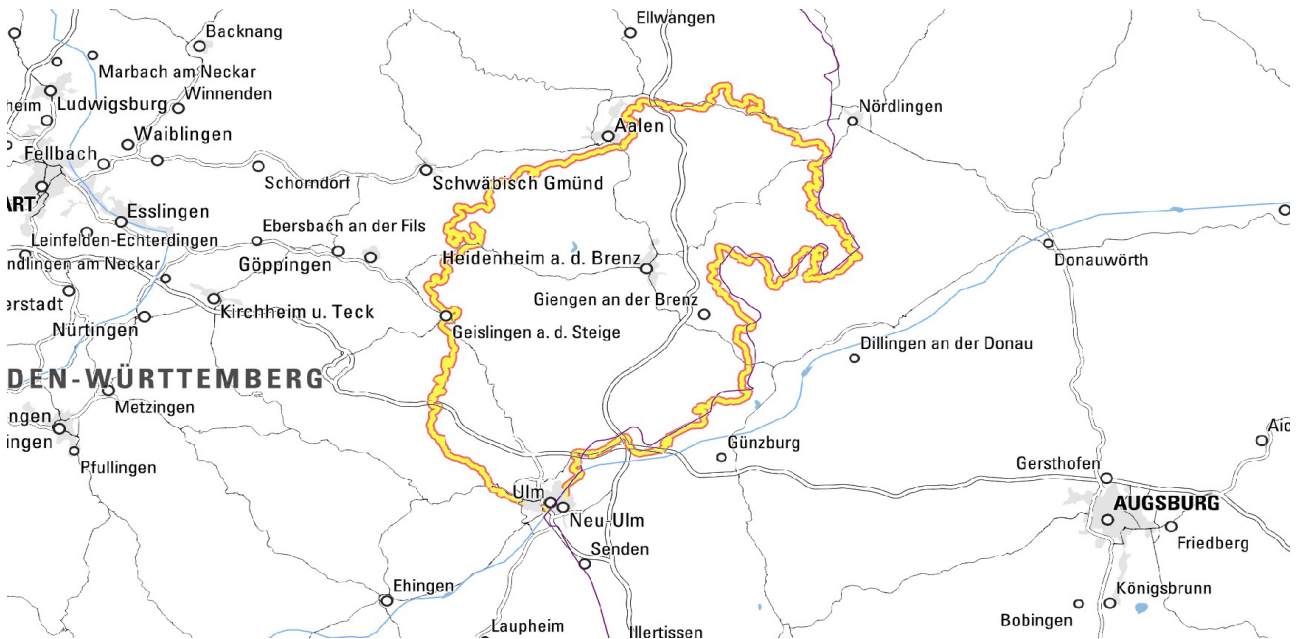 Ellwangen
Backnang
Marbach am Neckar
Winnenden
heim
Ludwigsburg
Nördlingen
Aalen
Waiblingen
Fellbach
Schorndorf
Schwäbisch Gmünd
ART
Esslingen
Ebersbach an der Fils
Leinfelden-Echterdingen
Donauwörth
Heidenheim a. d. Brenz
Göppingen
ndlingen am Neckar
erstadt
Giengen an der Brenz
Kirchheim u. Teck
Nürtingen
Geislingen a. d. Steige
Dillingen an der Donau
DEN-WÜRTTEMBERG
Metzingen
ngen
ingen
Aic
Günzburg
Pfullingen
Gersthofen
Ulm
AUGSBURG
Neu-Ulm
Friedberg
Senden
Ehingen
Königsbrunn
Bobingen
Laupheim
Illertissen